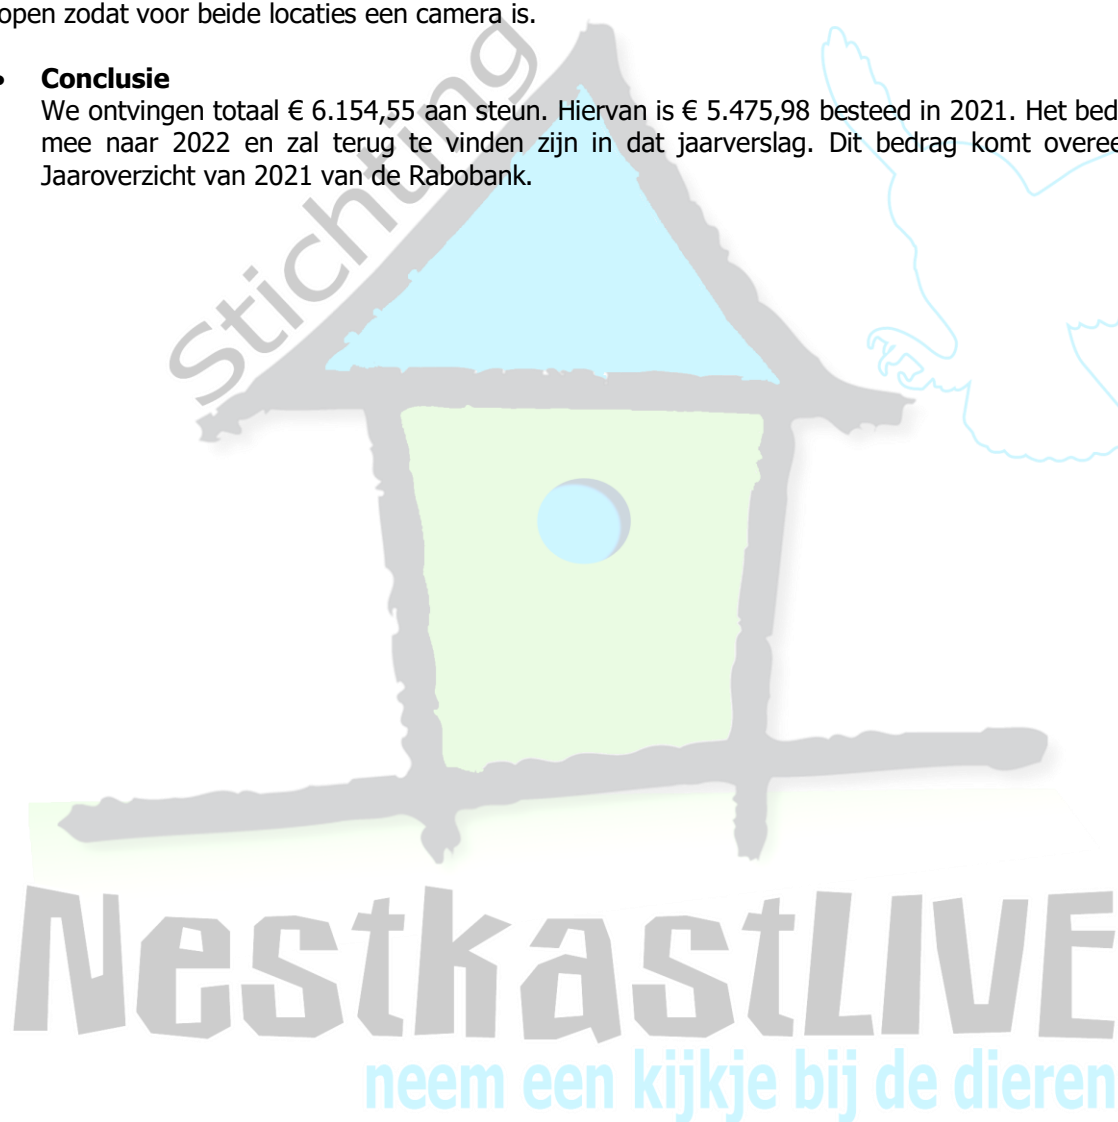 open zodat voor beide locaties een camera is.
• Conclusie
We ontvingen totaal € 6.154,55 aan steun. Hiervan is € 5.475,98 besteed in 2021. Het bed
mee naar 2022 en zal terug te vinden zijn in dat jaarverslag. Dit bedrag komt overee
Jaaroverzicht van 2021 van de Rabobank.
Stichting
NestkastLIVE
neem een kijkje bij de dieren